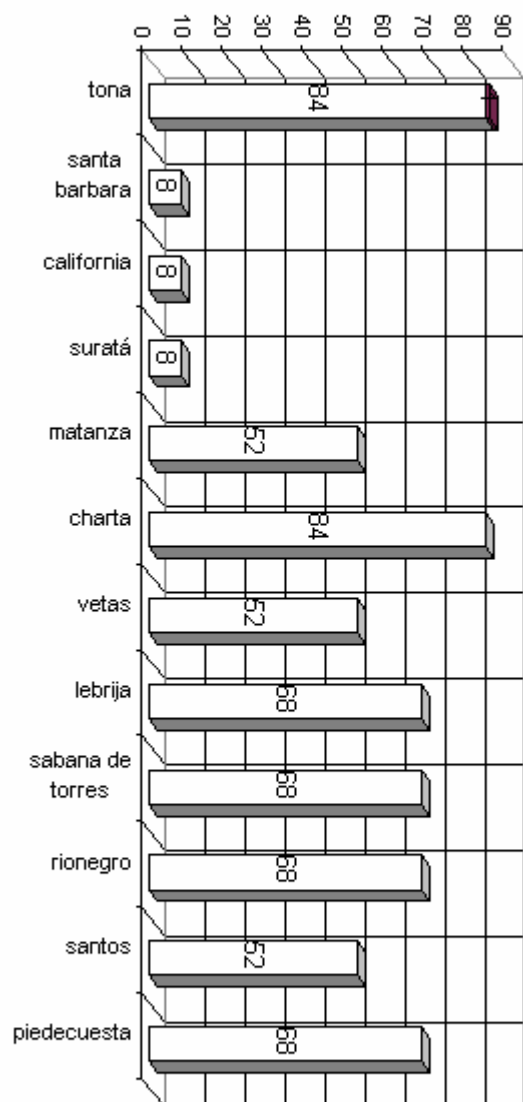 0
10
20
30
40
50
60
70
80
90
tona
84
santa
barbara
8
california
8
suratá
8
matanza
52
charta
84
vetas
52
lebrija
68
sabana de
torres
68
rionegro
68
santos
52
piedecuesta
68